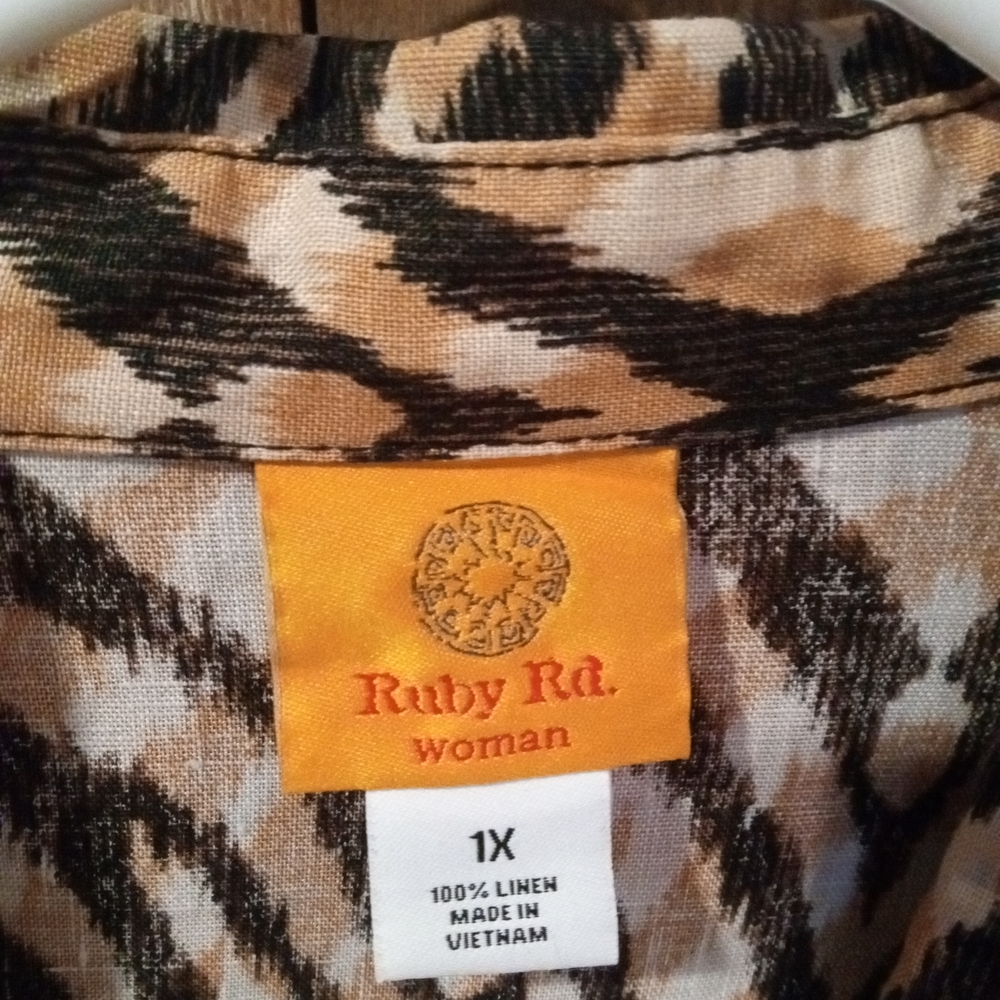 Ruby Rd.
woman
1X
100% LINEN
MADE IN
VIETNAM